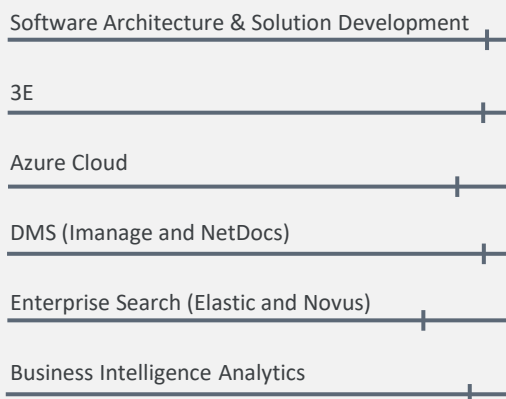 Software Architecture & Solution Development
3E
Azure Cloud
DMS (Imanage and NetDocs)
Enterprise Search (Elastic and Novus)
Business Intelligence Analytics